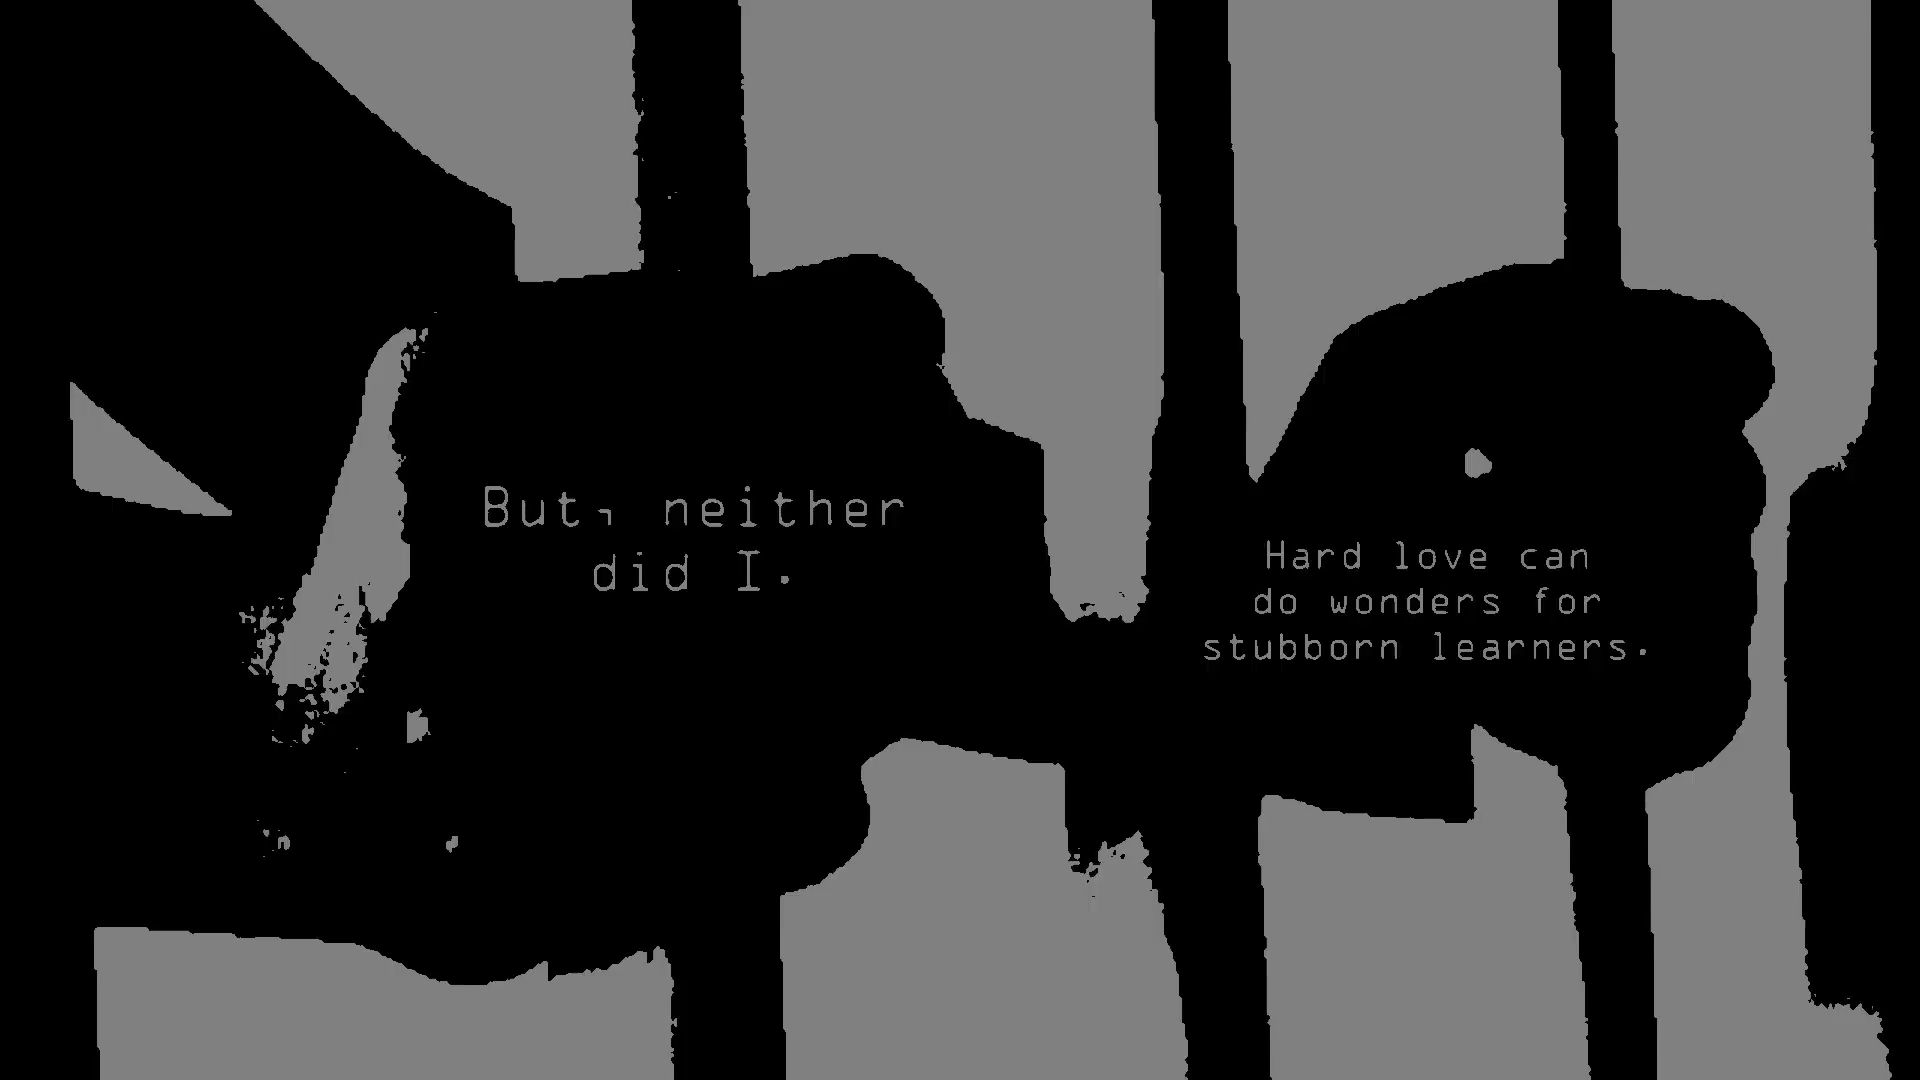 But, neither
did I.
Hard love can
do wonders for
stubborn learners.